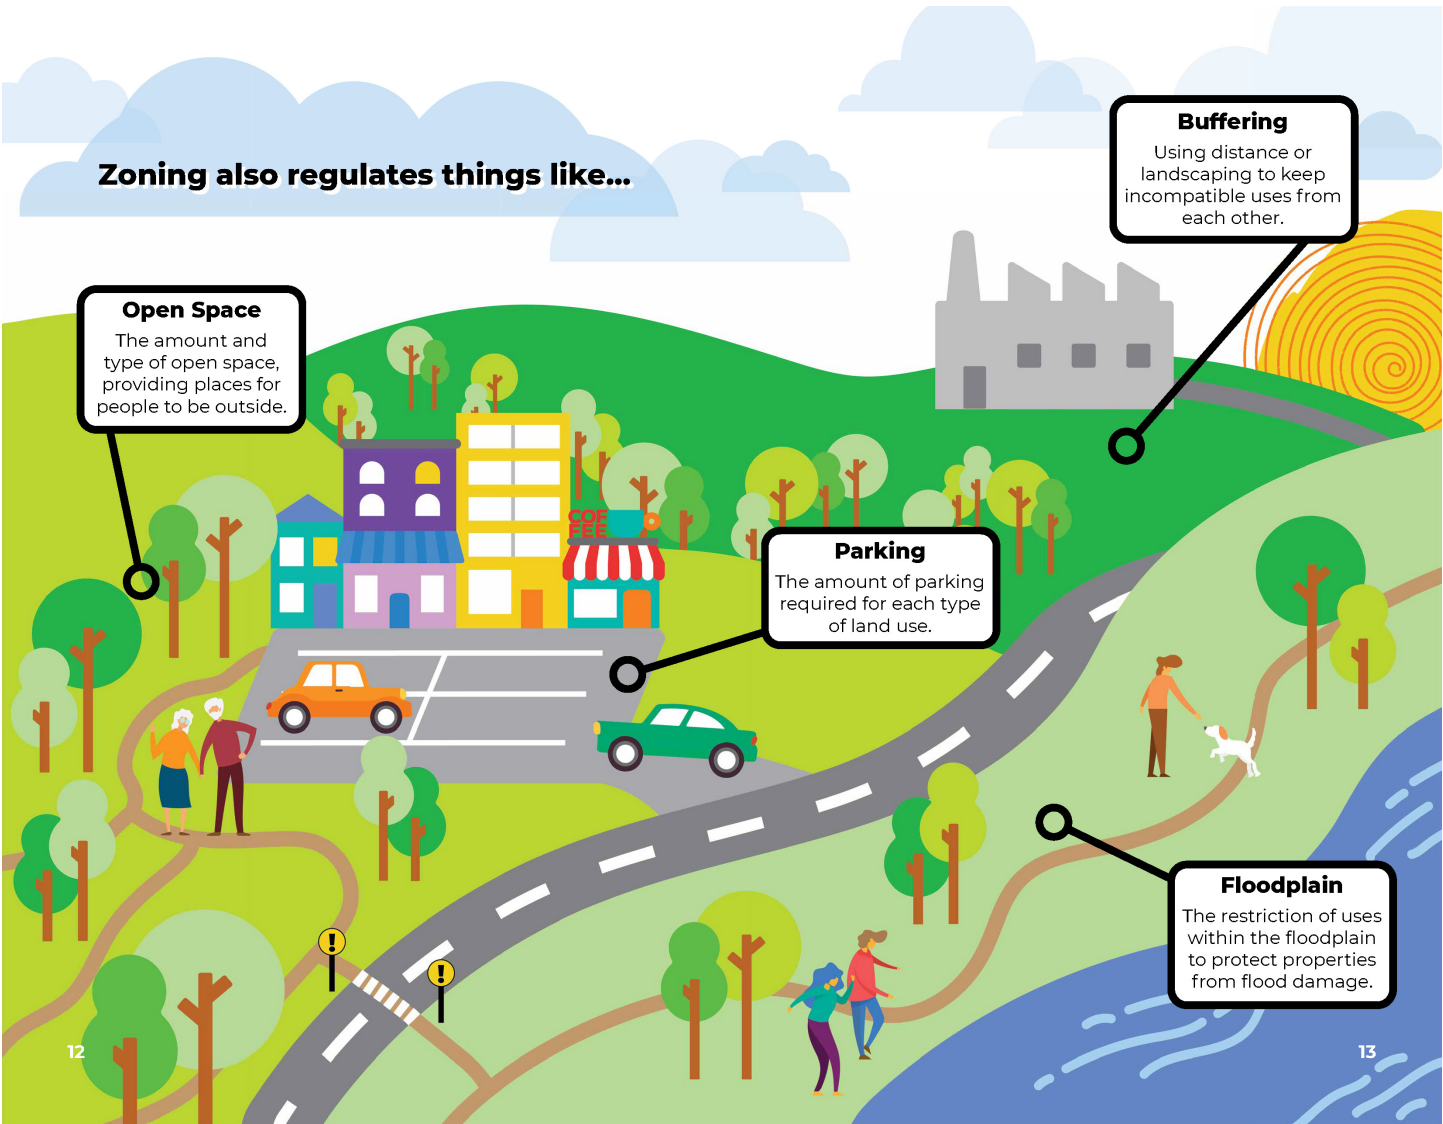 Zoning also regulates things like...
Buffering
Using distance or
landscaping to keep
incompatible uses from
each other.
Open Space
The amount and
type of open space,
providing places for
people to be outside.
COF
FEE
Parking
The amount of parking
required for each type
of land use.
Floodplain
The restriction of uses
within the floodplain
to protect properties
from flood damage.
!
!
12
13